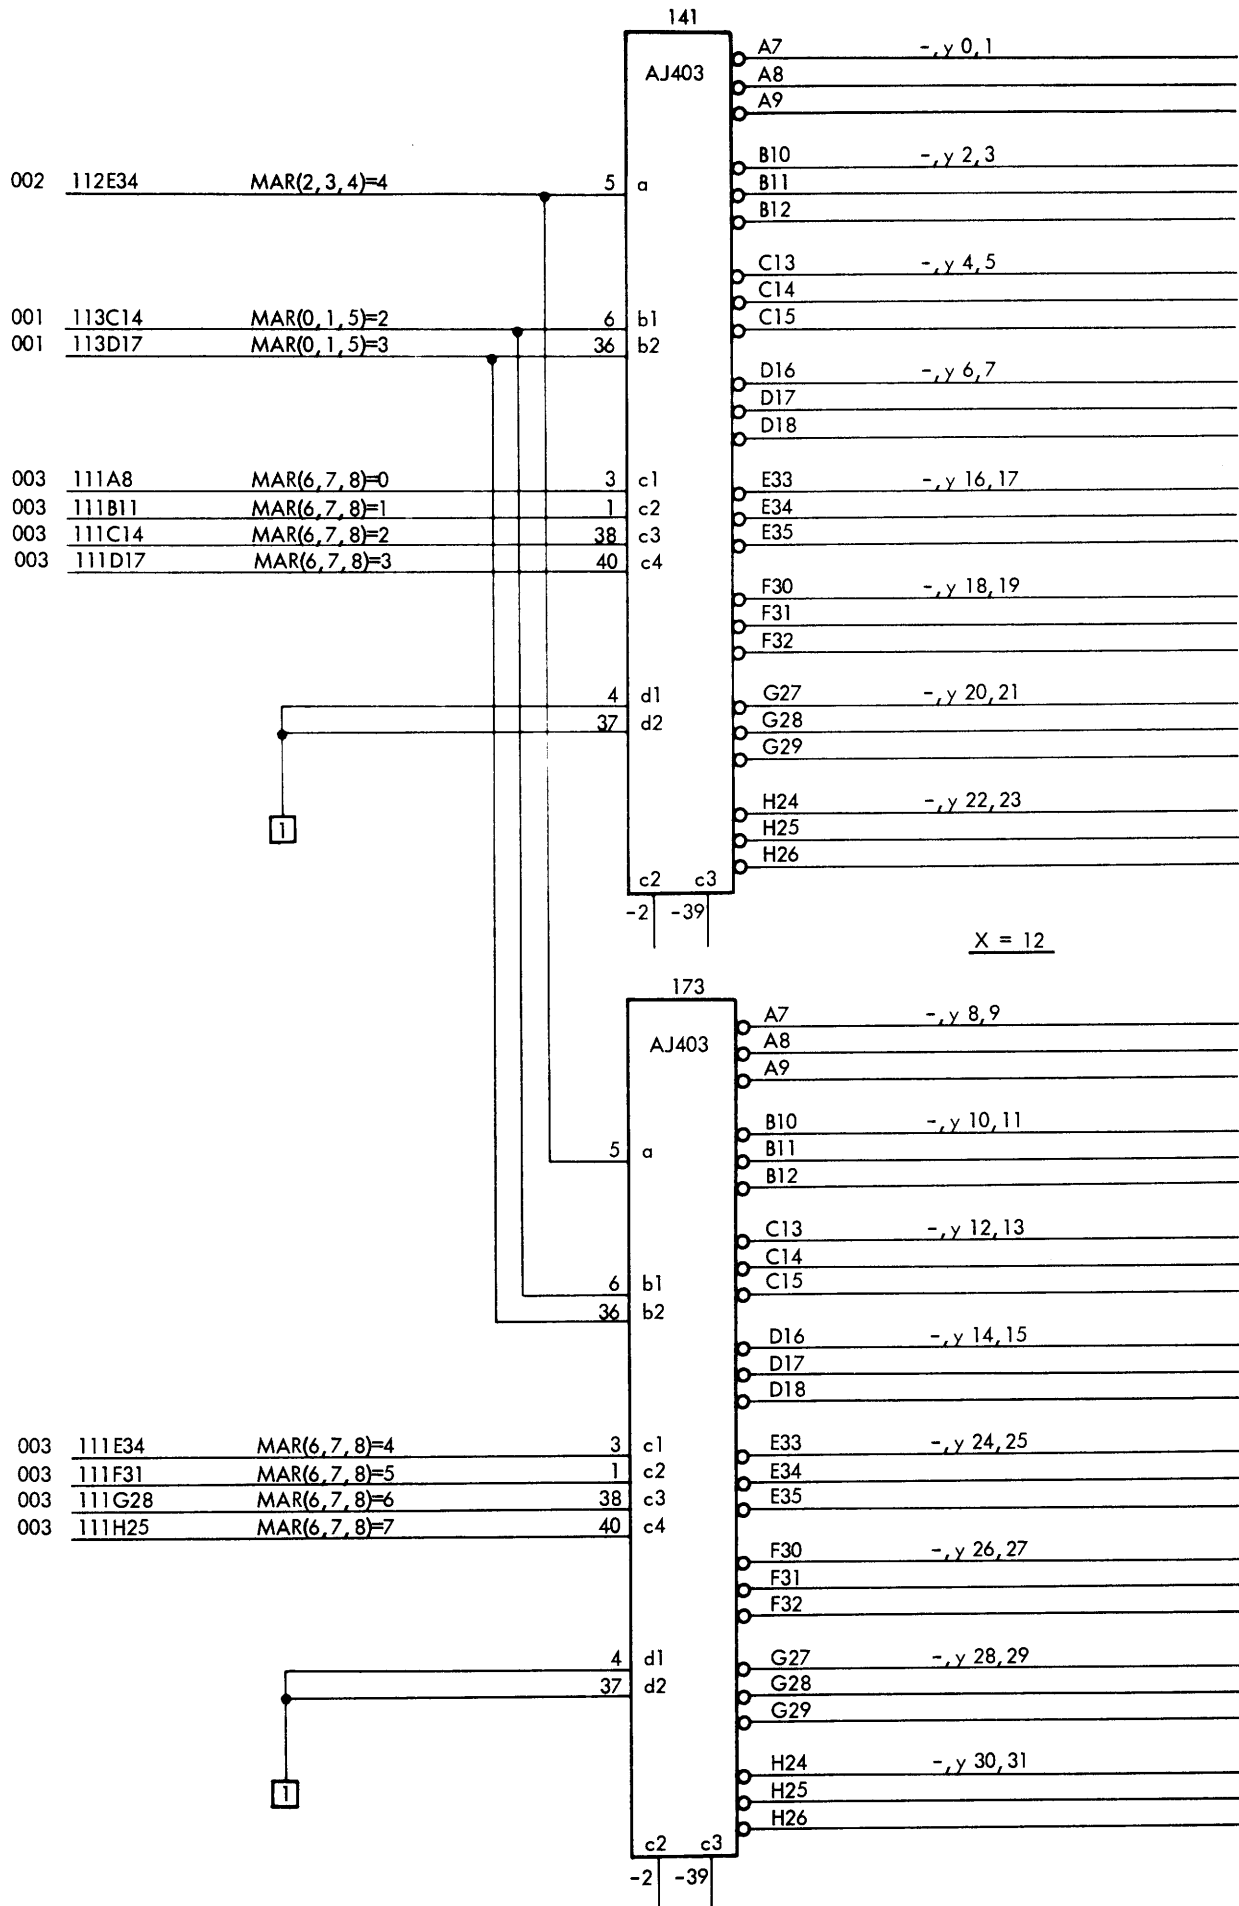 141
AJ403
A7 -, y 0, 1
A8
A9
B10 -, y 2, 3
002 112E34 MAR(2, 3, 4)=4 5 a
B11
B12
C13 -, y 4, 5
C14
001 113C14 MAR(0, 1, 5)=2 6 b1
C15
001 113D17 MAR(0, 1, 5)=3 36 b2
D16 -, y 6, 7
D17
D18
003 111A8 MAR(6, 7, 8)=0 3 c1
E33 -, y 16, 17
003 111B11 MAR(6, 7, 8)=1 1 c2
E34
003 111C14 MAR(6, 7, 8)=2 38 c3
E35
003 111D17 MAR(6, 7, 8)=3 40 c4
F30 -, y 18, 19
F31
F32
4 d1
G27 -, y 20, 21
37 d2
G28
G29
H24 -, y 22, 23
1
H25
H26
c2 c3
-2 -39
X = 12
173
AJ403
A7 -, y 8, 9
A8
A9
B10 -, y 10, 11
5 a
B11
B12
C13 -, y 12, 13
C14
6 b1
C15
36 b2
D16 -, y 14, 15
D17
D18
003 111E34 MAR(6, 7, 8)=4 3 c1
E33 -, y 24, 25
003 111F31 MAR(6, 7, 8)=5 1 c2
E34
003 111G28 MAR(6, 7, 8)=6 38 c3
E35
003 111H25 MAR(6, 7, 8)=7 40 c4
F30 -, y 26, 27
F31
F32
4 d1
G27 -, y 28, 29
37 d2
G28
G29
H24 -, y 30, 31
1
H25
H26
c2 c3
-2 -39